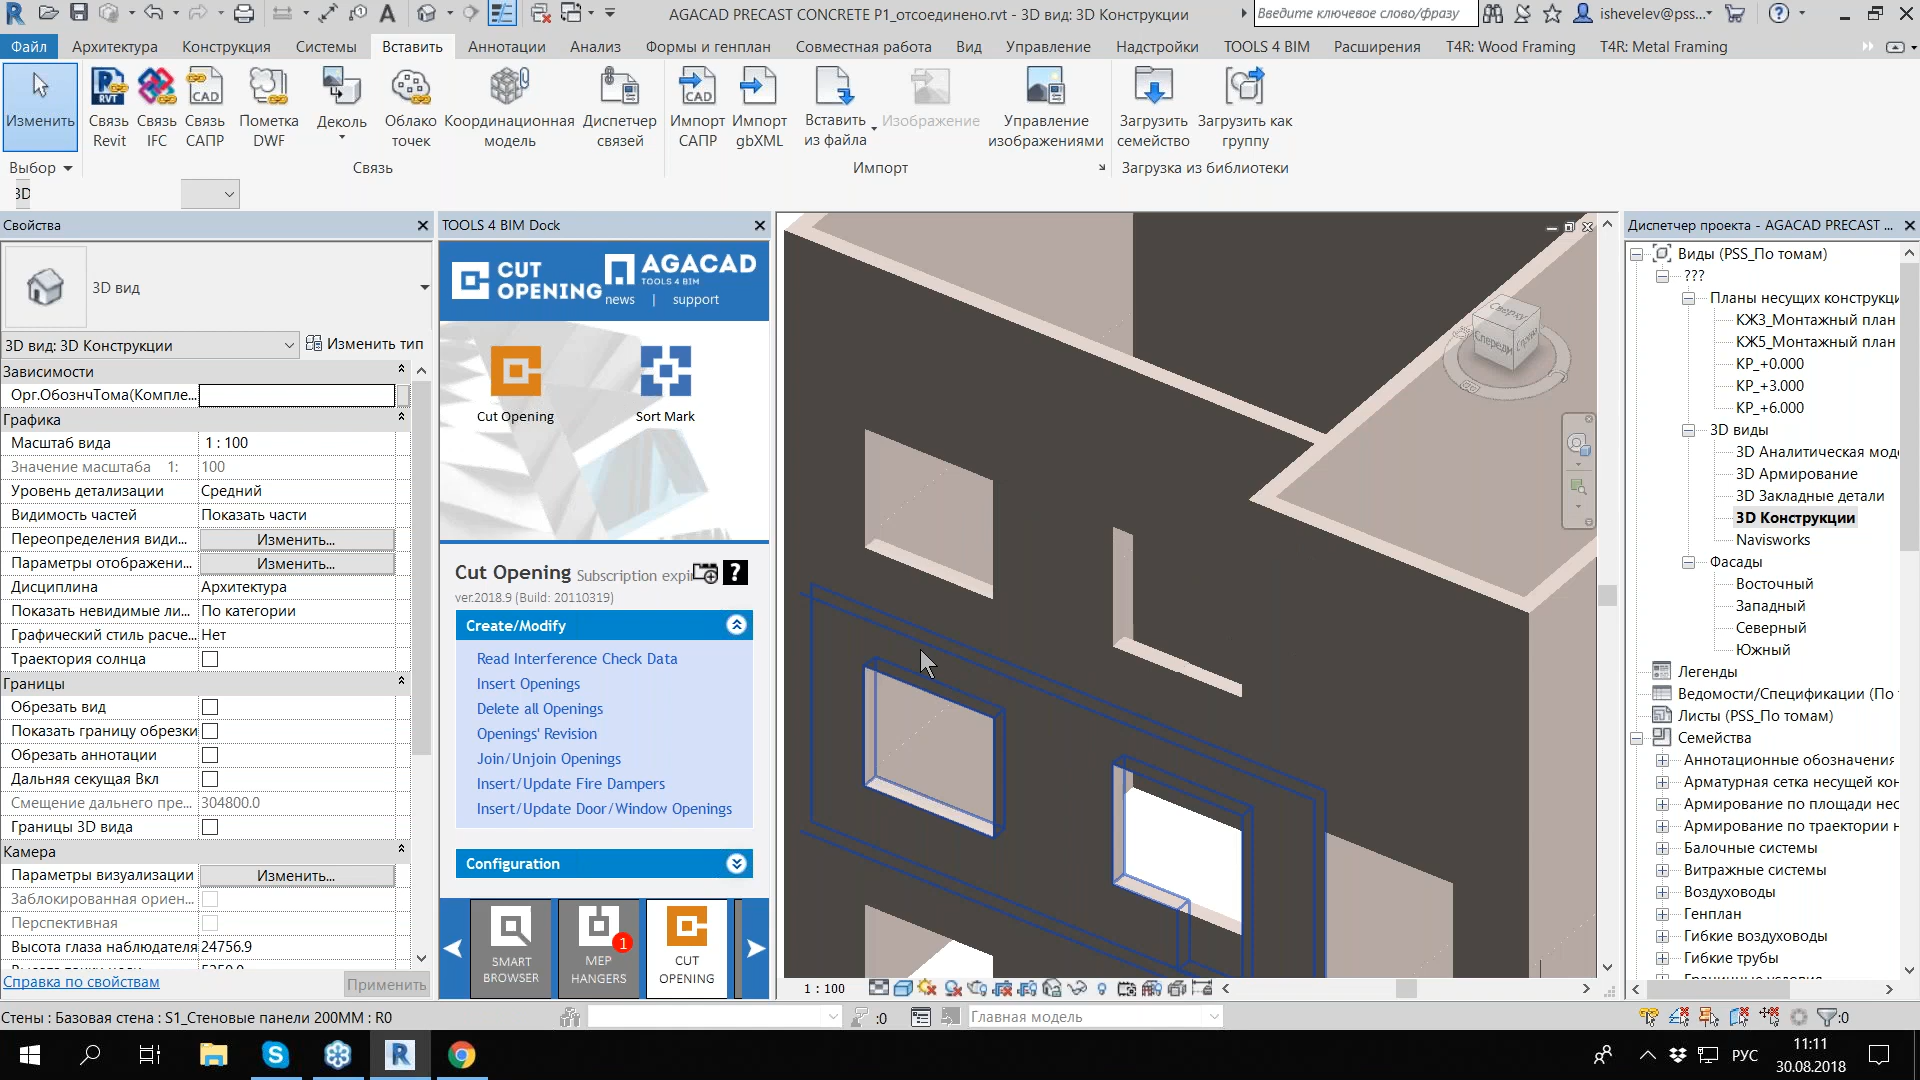 AGACAD PRECAST CONCRETE P1_отсоединено.rvt - 3D вид: 3D Конструкции
Введите ключевое слово/фразу
ishevelev@pss...
Файл Архитектура Конструкция Системы Вставить Аннотации Анализ Формы и генплан Совместная работа Вид Управление Надстройки TOOLS 4 BIM Расширения T4R: Wood Framing T4R: Metal Framing
Изменить
Связь Revit
Связь IFC
Связь САПР
Пометка DWF
Деколь
Облако точек
Координационная модель
Диспетчер связей
Импорт САПР
Импорт gbXML
Вставить из файла
Изображение
Управление изображениями
Загрузить семейство
Загрузить как группу
Выбор
Связь
Импорт
Загрузка из библиотеки
3D
Свойства
3D вид
3D вид: 3D Конструкции
Изменить тип
Зависимости
Орг.ОбознчТома(Компле...
Графика
Масштаб вида 1 : 100
Значение масштаба 1: 100
Уровень детализации Средний
Видимость частей Показать части
Переопределения види... Изменить...
Параметры отображени... Изменить...
Дисциплина Архитектура
Показать невидимые ли... По категории
Графический стиль расче... Нет
Траектория солнца
Границы
Обрезать вид
Показать границу обрезки
Обрезать аннотации
Дальняя секущая Вкл
Смещение дальнего пре... 304800.0
Границы 3D вида
Камера
Параметры визуализации Изменить...
Заблокированная ориен...
Перспективная
Высота глаза наблюдателя 24756.9
Справка по свойствам
Применить
TOOLS 4 BIM Dock
CUT OPENING
AGACAD
TOOLS 4 BIM
news | support
Cut Opening
Sort Mark
Cut Opening Subscription expi
ver.2018.9 (Build: 20110319)
Create/Modify
Read Interference Check Data
Insert Openings
Delete all Openings
Openings' Revision
Join/Unjoin Openings
Insert/Update Fire Dampers
Insert/Update Door/Window Openings
Configuration
SMART BROWSER
MEP HANGERS
1
CUT OPENING
Сверху
Спереди
1 : 100
Диспетчер проекта - AGACAD PRECAST ...
Виды (PSS_По томам)
???
Планы несущих конструкци
КЖ3_Монтажный план
КЖ5_Монтажный план
КР_+0.000
КР_+3.000
КР_+6.000
3D виды
3D Аналитическая моде
3D Армирование
3D Закладные детали
3D Конструкции
Navisworks
Фасады
Восточный
Западный
Северный
Южный
Легенды
Ведомости/Спецификации (По
Листы (PSS_По томам)
Семейства
Аннотационные обозначения
Арматурная сетка несущей кон
Армирование по площади нес
Армирование по траектории н
Балочные системы
Витражные системы
Воздуховоды
Генплан
Гибкие воздуховоды
Гибкие трубы
Стены : Базовая стена : S1_Стеновые панели 200ММ : R0
:0
Главная модель
:0
РУС
11:11
30.08.2018